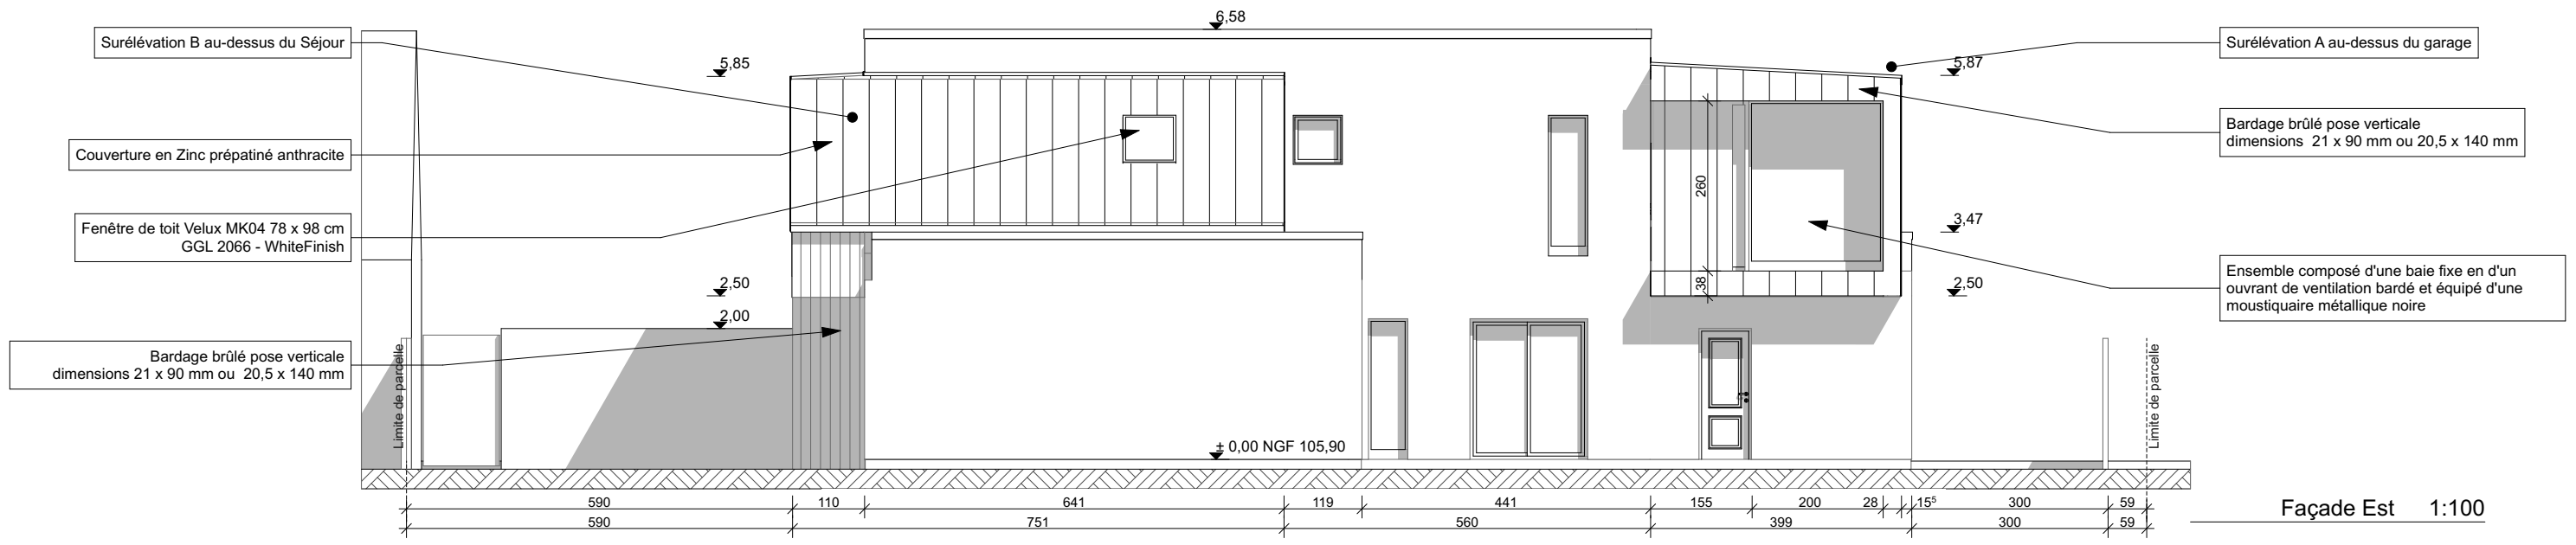 6,58
Surélévation B au-dessus du Séjour
Surélévation A au-dessus du garage
5,85
5,87
Bardage brûlé pose verticale
dimensions 21 x 90 mm ou 20,5 x 140 mm
Couverture en Zinc prépatiné anthracite
260
Fenêtre de toit Velux MK04 78 x 98 cm
GGL 2066 - WhiteFinish
3,47
Ensemble composé d'une baie fixe en d'un
ouvrant de ventilation bardé et équipé d'une
moustiquaire métallique noire
38
2,50
2,50
2,00
Bardage brûlé pose verticale
dimensions 21 x 90 mm ou 20,5 x 140 mm
Limite de parcelle
Limite de parcelle
± 0,00 NGF 105,90
590 110 641 119 441 155 200 28 15⁵ 300 59
590 751 560 399 300 59
Façade Est 1:100